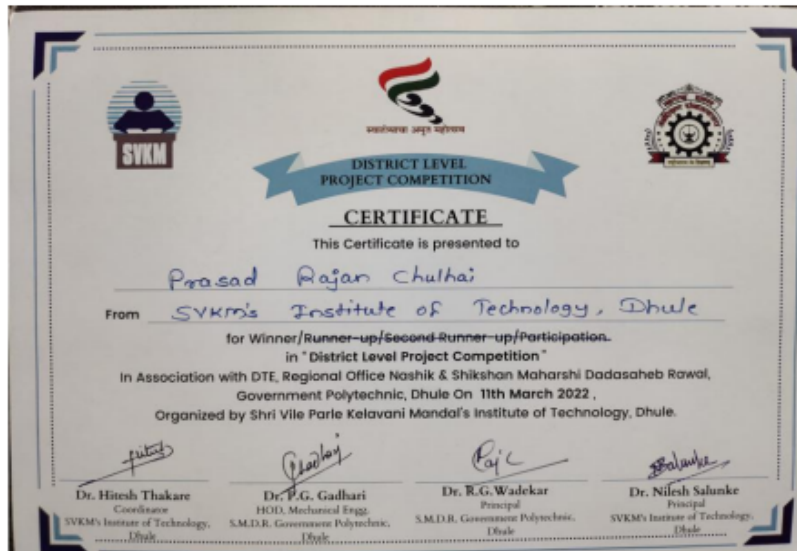 SVKM
स्वातंत्र्याचा अमृत महोत्सव
DISTRICT LEVEL
PROJECT COMPETITION
CERTIFICATE
This Certificate is presented to
Prasad Rajan Chulhai
From SVKM's Institute of Technology, Dhule
for Winner/Runner-up/Second Runner-up/Participation.
in "District Level Project Competition"
In Association with DTE, Regional Office Nashik & Shikshan Maharshi Dadasaheb Rawal,
Government Polytechnic, Dhule On 11th March 2022 ,
Organized by Shri Vile Parle Kelavani Mandal's Institute of Technology, Dhule.
Dr. Hitesh Thakare
Coordinator
SVKM's Institute of Technology,
Dhule
Dr. P.G. Gadhari
HOD, Mechanical Engg.
S.M.D.R. Government Polytechnic,
Dhule
Dr. R.G.Wadekar
Principal
S.M.D.R. Government Polytechnic,
Dhule
Dr. Nilesh Salunke
Principal
SVKM's Institute of Technology,
Dhule